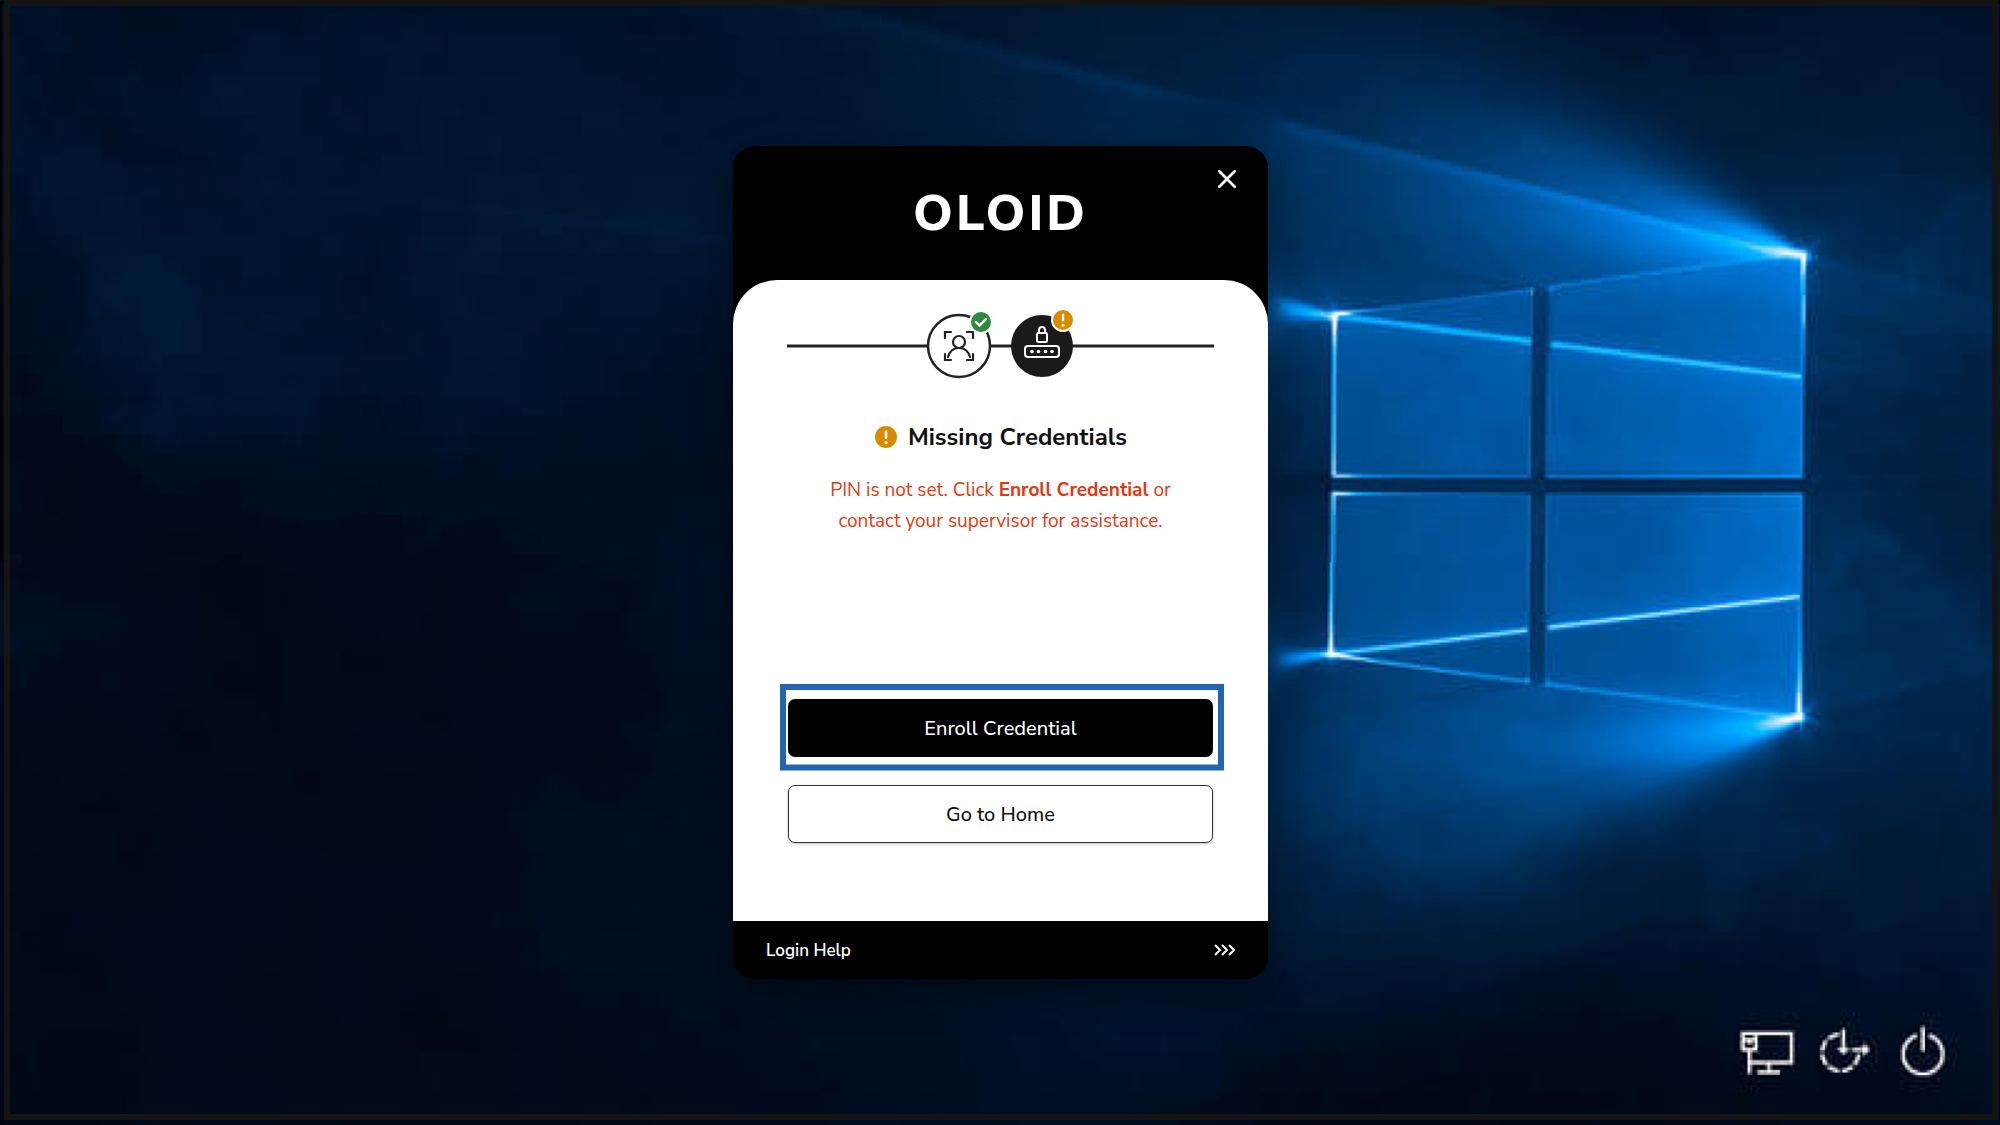 OLOID
Missing Credentials
PIN is not set. Click Enroll Credential or
contact your supervisor for assistance.
Enroll Credential
Go to Home
Login Help